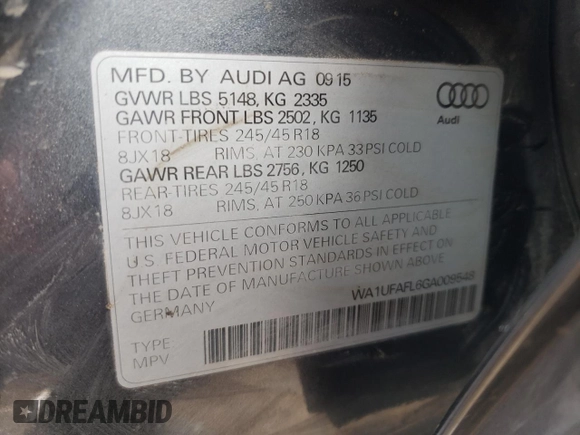 MFD. BY AUDI AG 09 15
GVWR LBS 5148, KG 2335
GAWR FRONT LBS 2502, KG 1135
FRONT-TIRES 245/45 R18
8JX18 RIMS, AT 230 KPA 33 PSI COLD
GAWR REAR LBS 2756, KG 1250
REAR-TIRES 245/45 R18
8JX18 RIMS, AT 250 KPA 36 PSI COLD
Audi
THIS VEHICLE CONFORMS TO ALL APPLICABLE
U.S. FEDERAL MOTOR VEHICLE SAFETY AND
THEFT PREVENTION STANDARDS IN EFFECT ON
THE DATE OF MANUFACTURE SHOWN ABOVE
GERMANY
WA1UFAFL6GA009548
TYPE
MPV
DREAMBID